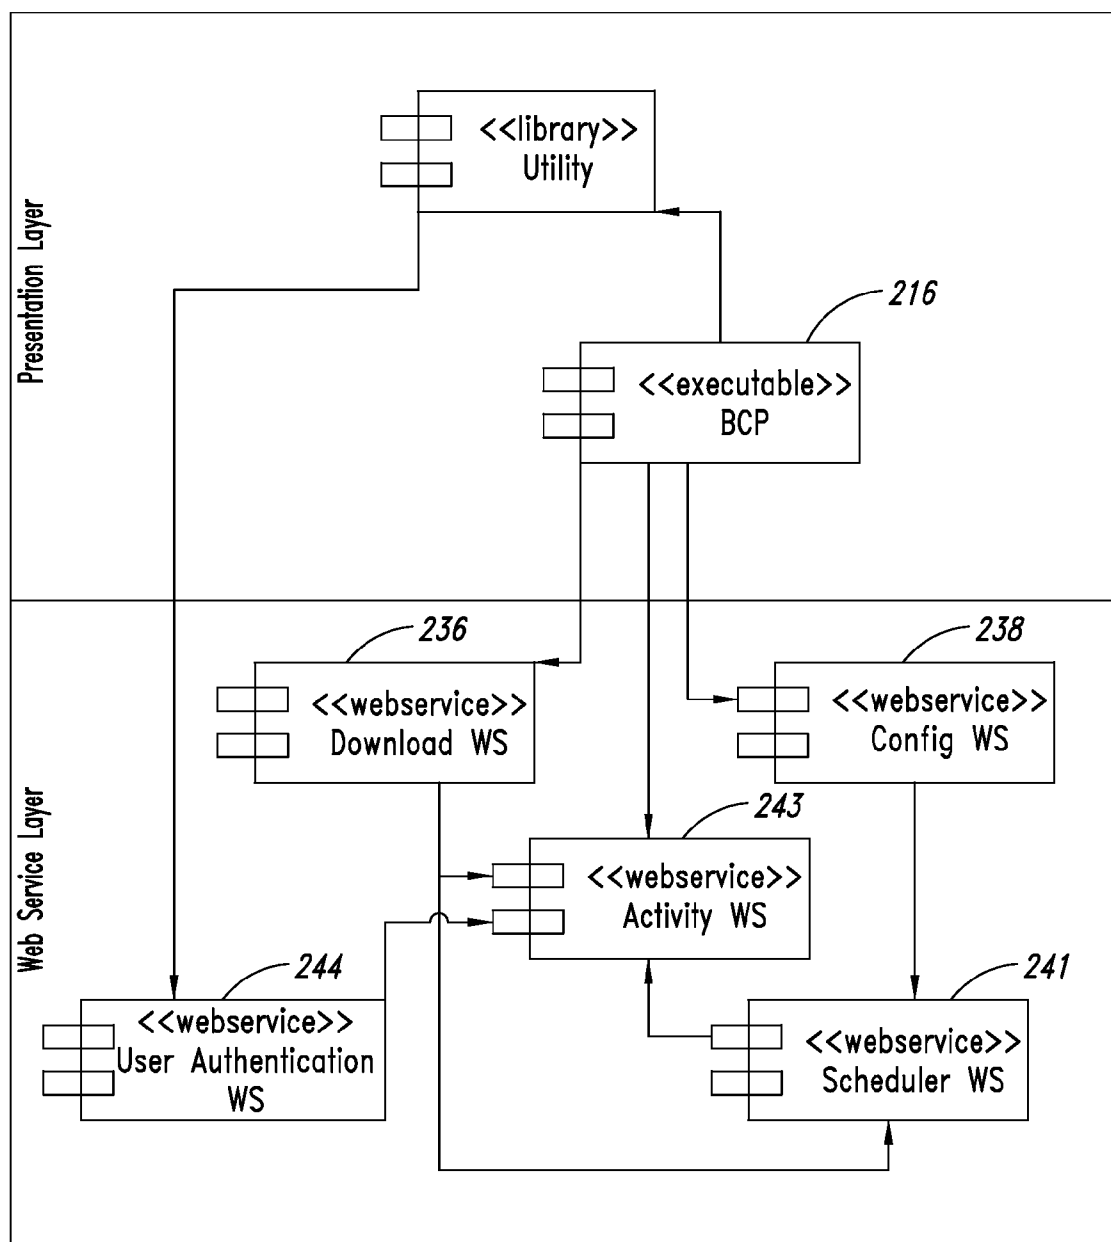 Presentation Layer
<<library>>
Utility
216
<<executable>>
BCP
Web Service Layer
236
<<webservice>>
Download WS
238
<<webservice>>
Config WS
243
<<webservice>>
Activity WS
244
<<webservice>>
User Authentication
WS
241
<<webservice>>
Scheduler WS